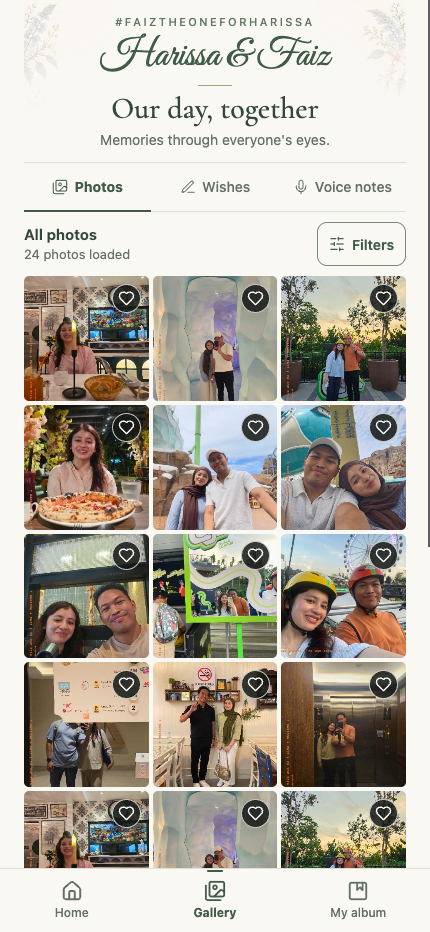 #FAIZTHEONEFORHARISSA
Harissa & Faiz
Our day, together
Memories through everyone's eyes.
Photos
Wishes
Voice notes
All photos
24 photos loaded
Filters
Home
Gallery
My album